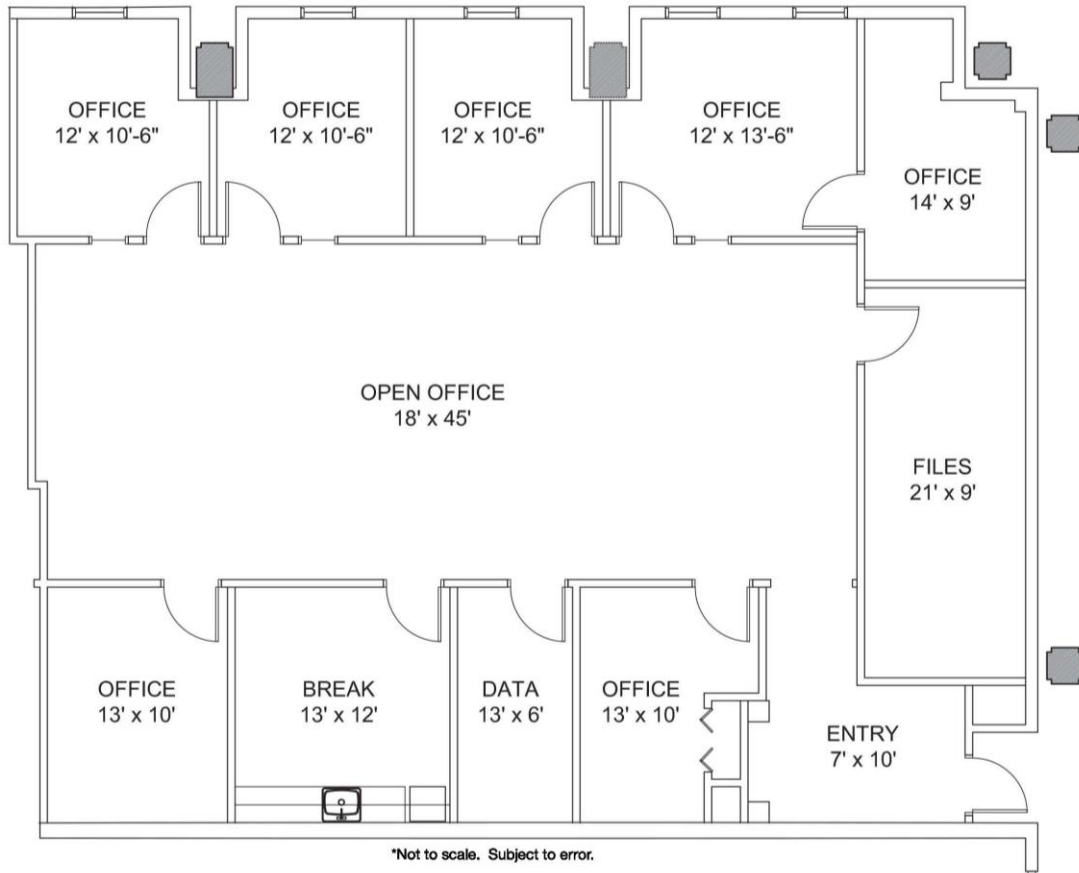 OFFICE
12' x 10'-6"
OFFICE
12' x 10'-6"
OFFICE
12' x 10'-6"
OFFICE
12' x 13'-6"
OFFICE
14' x 9'
OPEN OFFICE
18' x 45'
FILES
21' x 9'
OFFICE
13' x 10'
BREAK
13' x 12'
DATA
13' x 6'
OFFICE
13' x 10'
ENTRY
7' x 10'
*Not to scale. Subject to error.